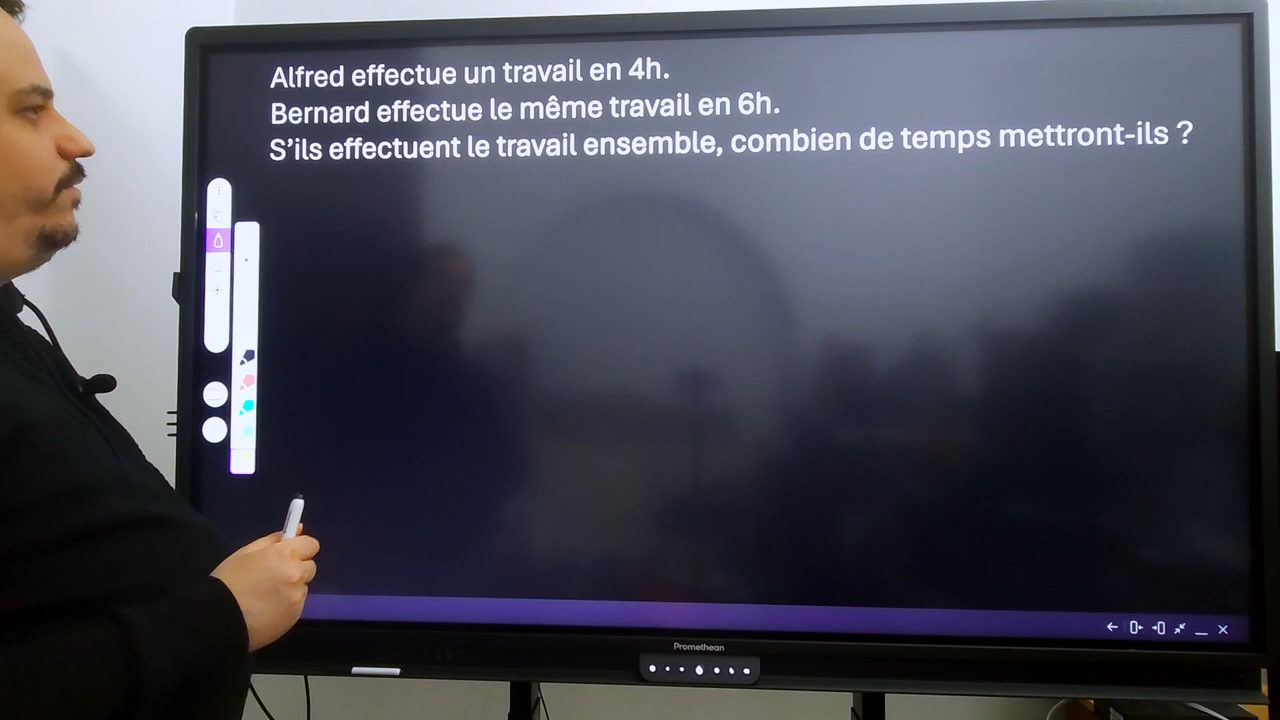 Alfred effectue un travail en 4h.
Bernard effectue le même travail en 6h.
S’ils effectuent le travail ensemble, combien de temps mettront-ils ?
Promethean